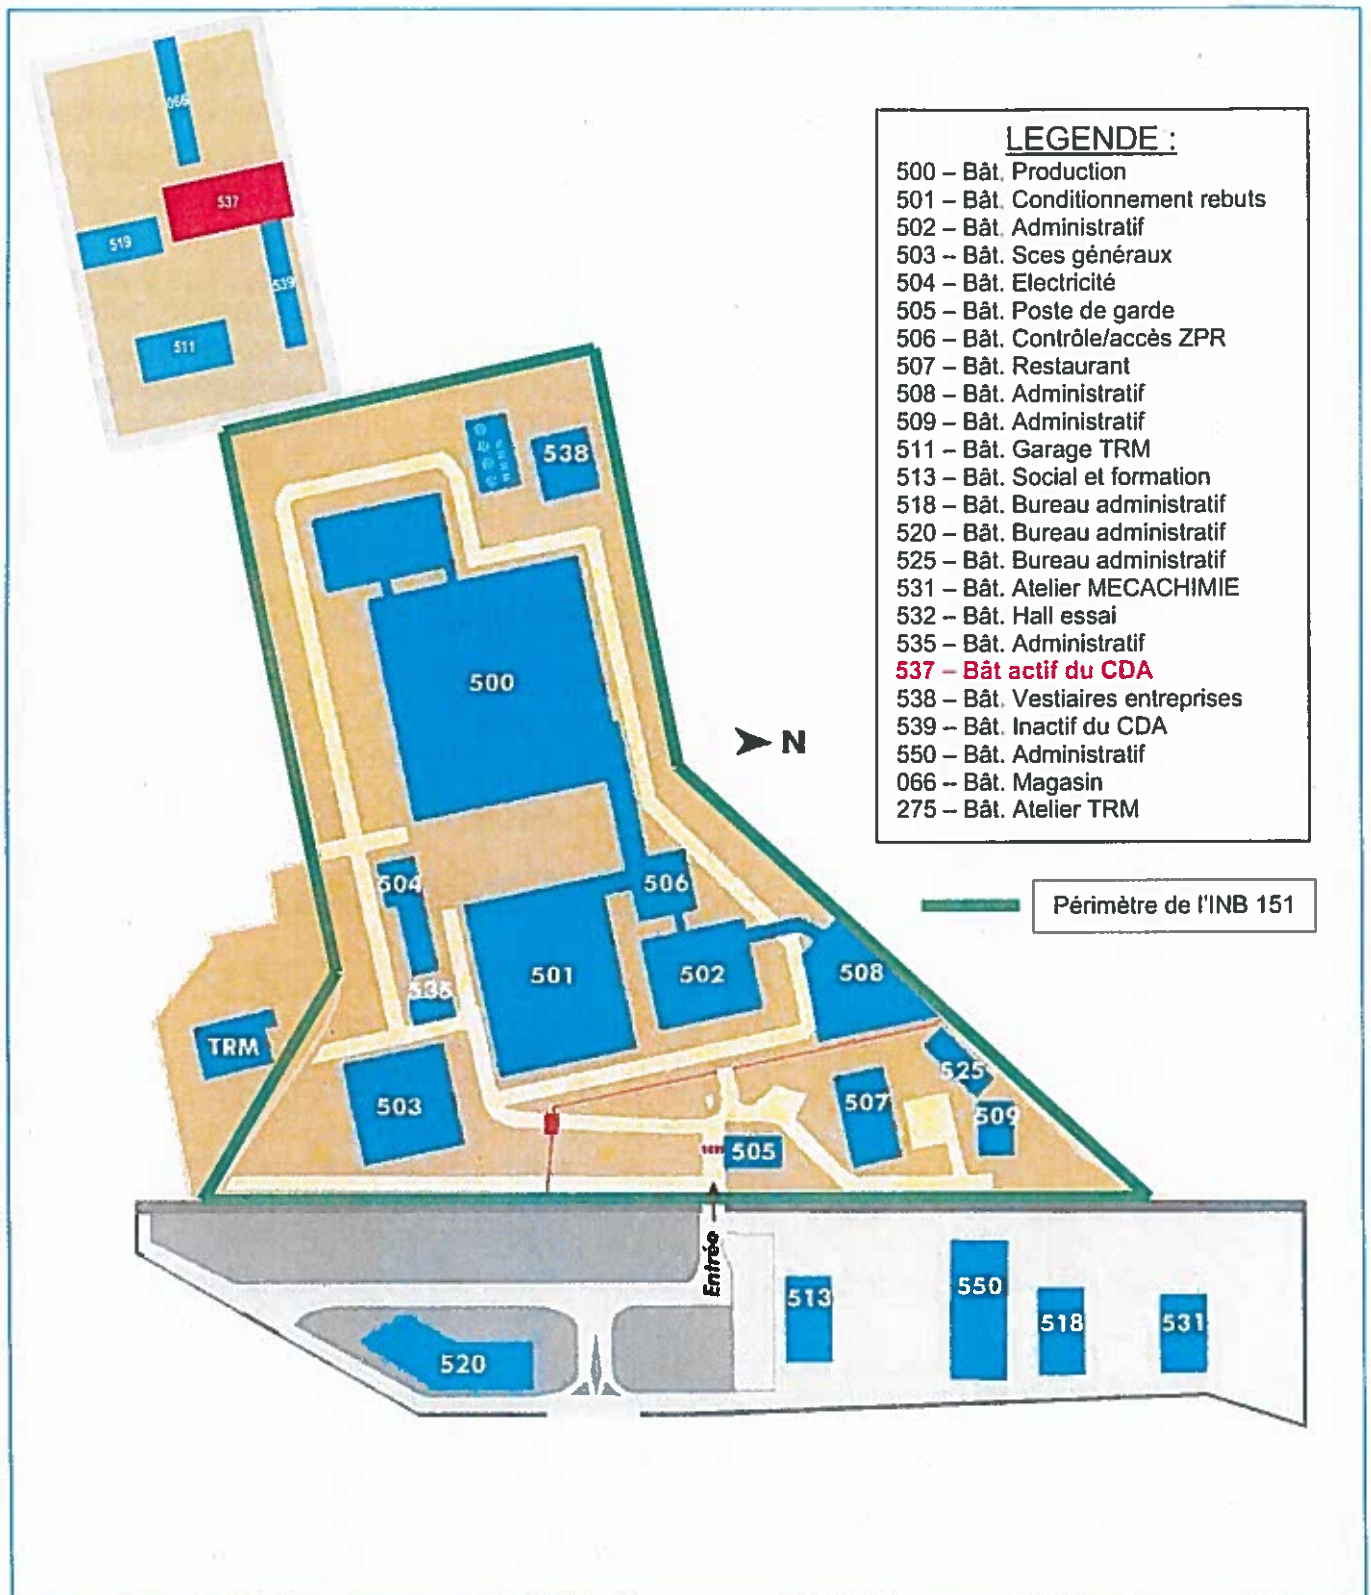 066
537
519
539
511
LEGENDE :
500 – Bât. Production
501 – Bât. Conditionnement rebuts
502 – Bât. Administratif
503 – Bât. Sces généraux
504 – Bât. Electricité
505 – Bât. Poste de garde
506 – Bât. Contrôle/accès ZPR
507 – Bât. Restaurant
508 – Bât. Administratif
509 – Bât. Administratif
511 – Bât. Garage TRM
513 – Bât. Social et formation
518 – Bât. Bureau administratif
520 – Bât. Bureau administratif
525 – Bât. Bureau administratif
531 – Bât. Atelier MECACHIMIE
532 – Bât. Hall essai
535 – Bât. Administratif
537 – Bât actif du CDA
538 – Bât. Vestiaires entreprises
539 – Bât. Inactif du CDA
550 – Bât. Administratif
066 – Bât. Magasin
275 – Bât. Atelier TRM
538
500
N
504
506
Périmètre de l'INB 151
501
502
508
TRM
525
503
507
509
505
Entrée
513
550
518
531
520